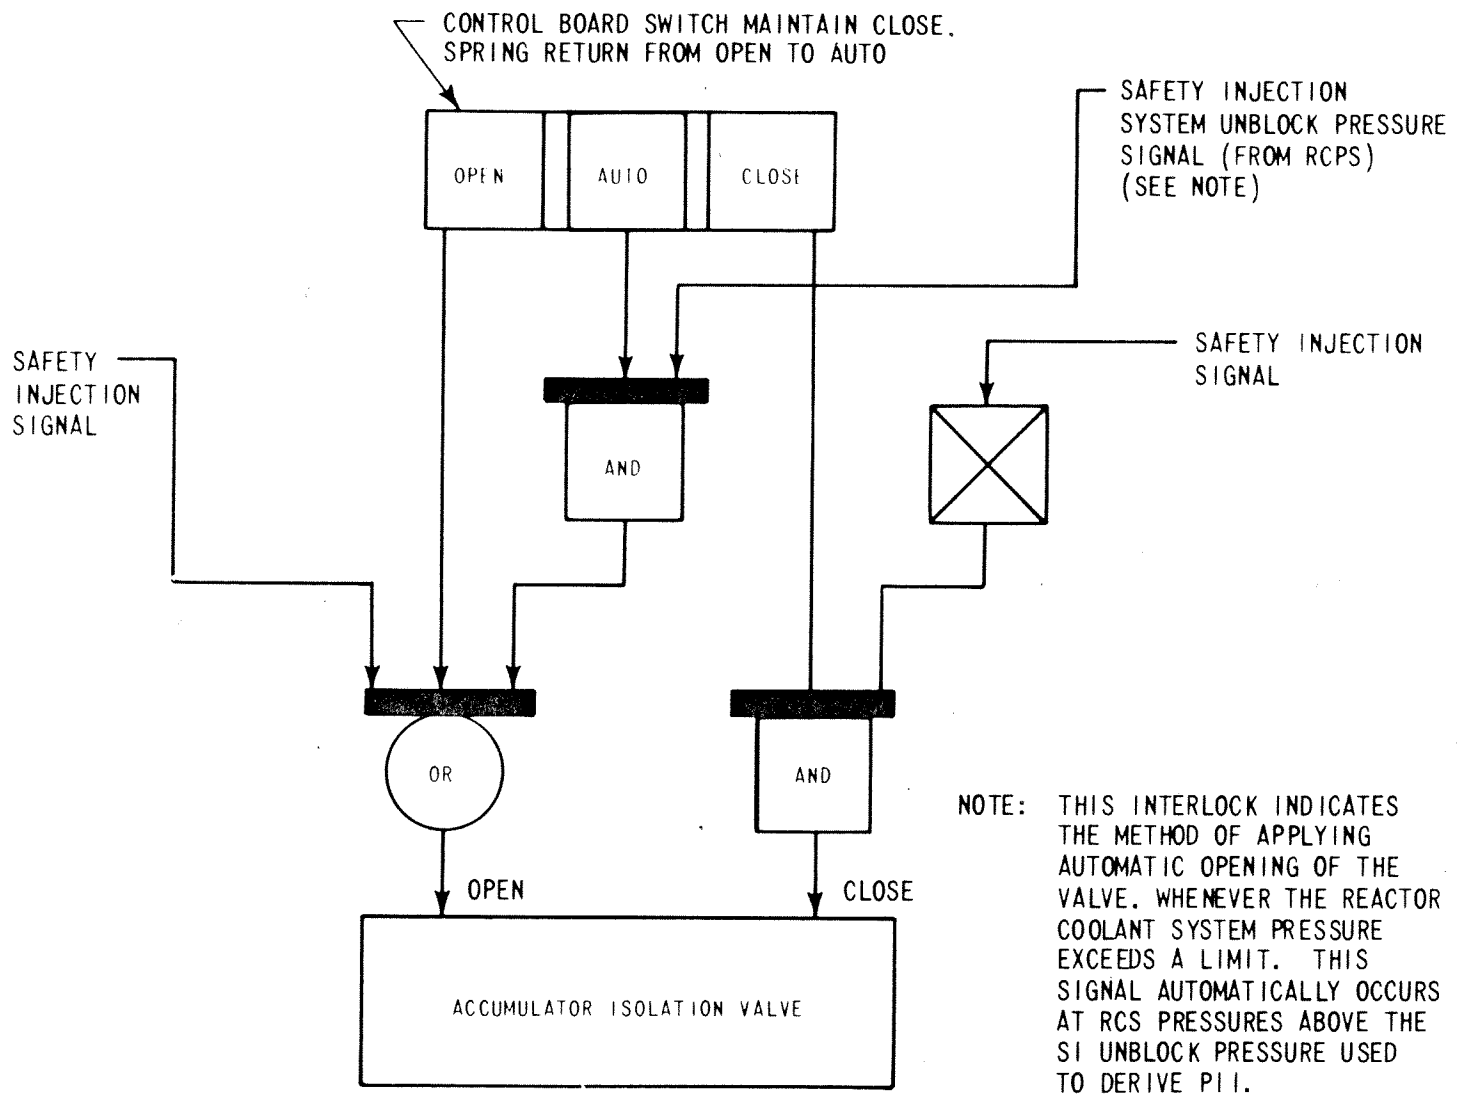 CONTROL BOARD SWITCH MAINTAIN CLOSE.
SPRING RETURN FROM OPEN TO AUTO
SAFETY INJECTION
SYSTEM UNBLOCK PRESSURE
SIGNAL (FROM RCPS)
(SEE NOTE)
OPEN
AUTO
CLOSE
SAFETY
INJECTION
SIGNAL
SAFETY INJECTION
SIGNAL
AND
OR
AND
OPEN
CLOSE
ACCUMULATOR ISOLATION VALVE
NOTE: THIS INTERLOCK INDICATES
THE METHOD OF APPLYING
AUTOMATIC OPENING OF THE
VALVE. WHENEVER THE REACTOR
COOLANT SYSTEM PRESSURE
EXCEEDS A LIMIT. THIS
SIGNAL AUTOMATICALLY OCCURS
AT RCS PRESSURES ABOVE THE
SI UNBLOCK PRESSURE USED
TO DERIVE P11.